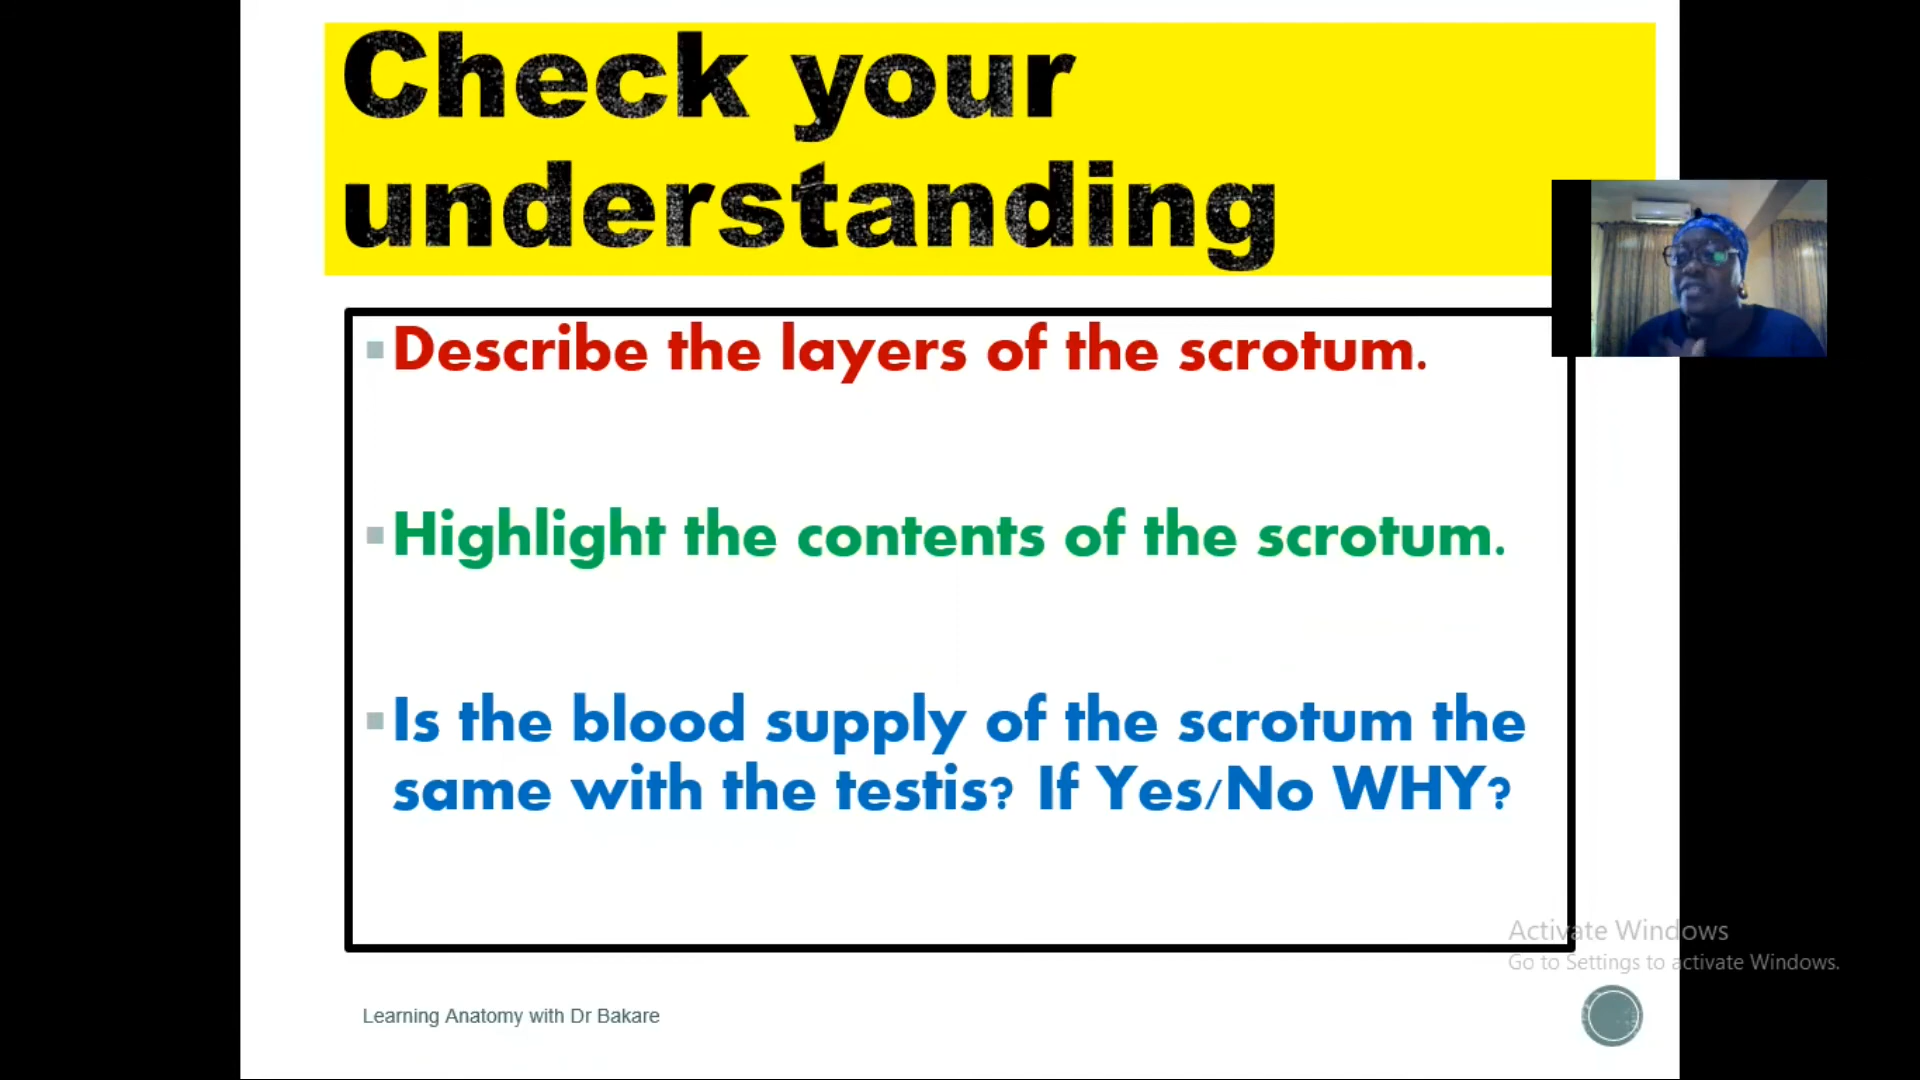 Check your
understanding
Describe the layers of the scrotum.
Highlight the contents of the scrotum.
Is the blood supply of the scrotum the
same with the testis? If Yes/No WHY?
Activate Windows
Go to Settings to activate Windows.
Learning Anatomy with Dr Bakare